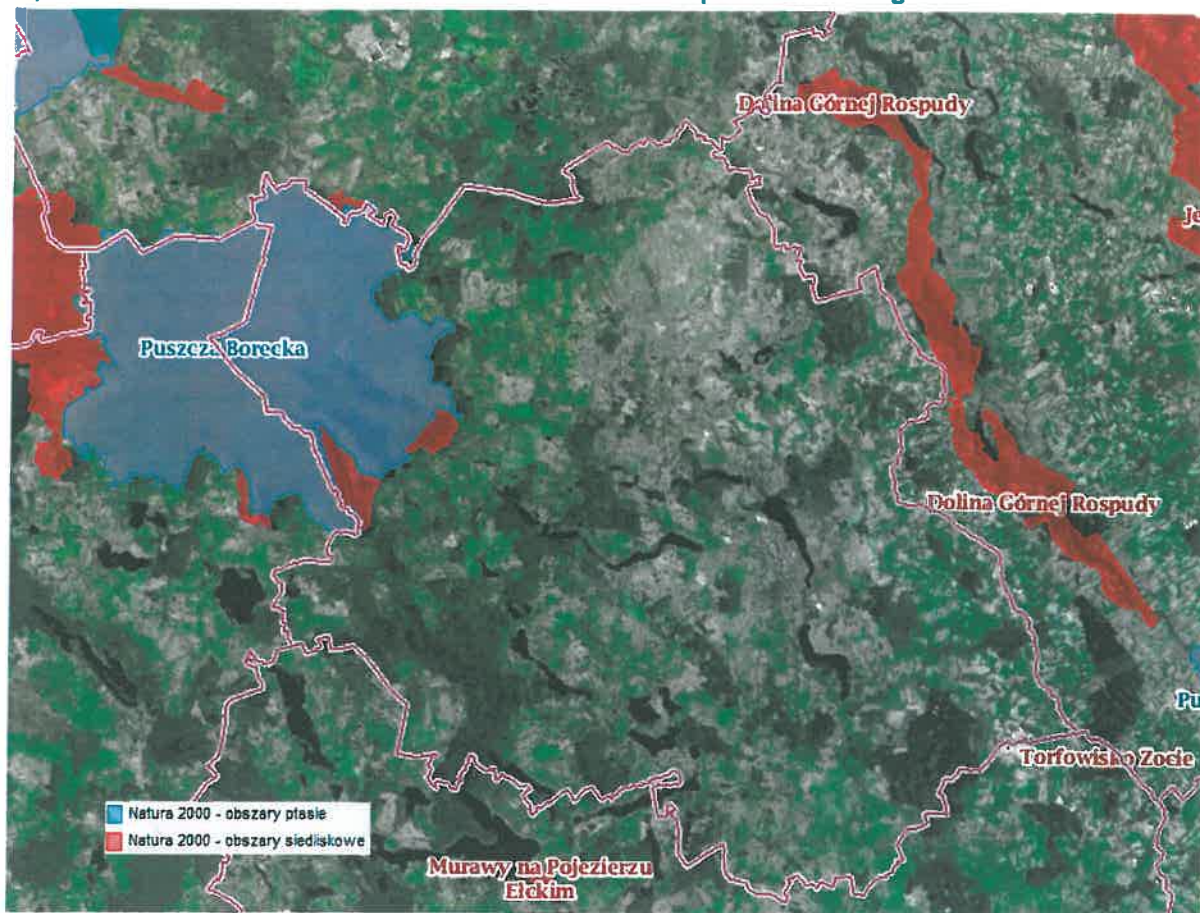 Dolina Górnej Rospudy
Puszcza Borecka
Dolina Górnej Rospudy
Torfowisko Zocie
Natura 2000 - obszary ptasie
Natura 2000 - obszary siedliskowe
Murawy na Pojezierzu
Ełckim